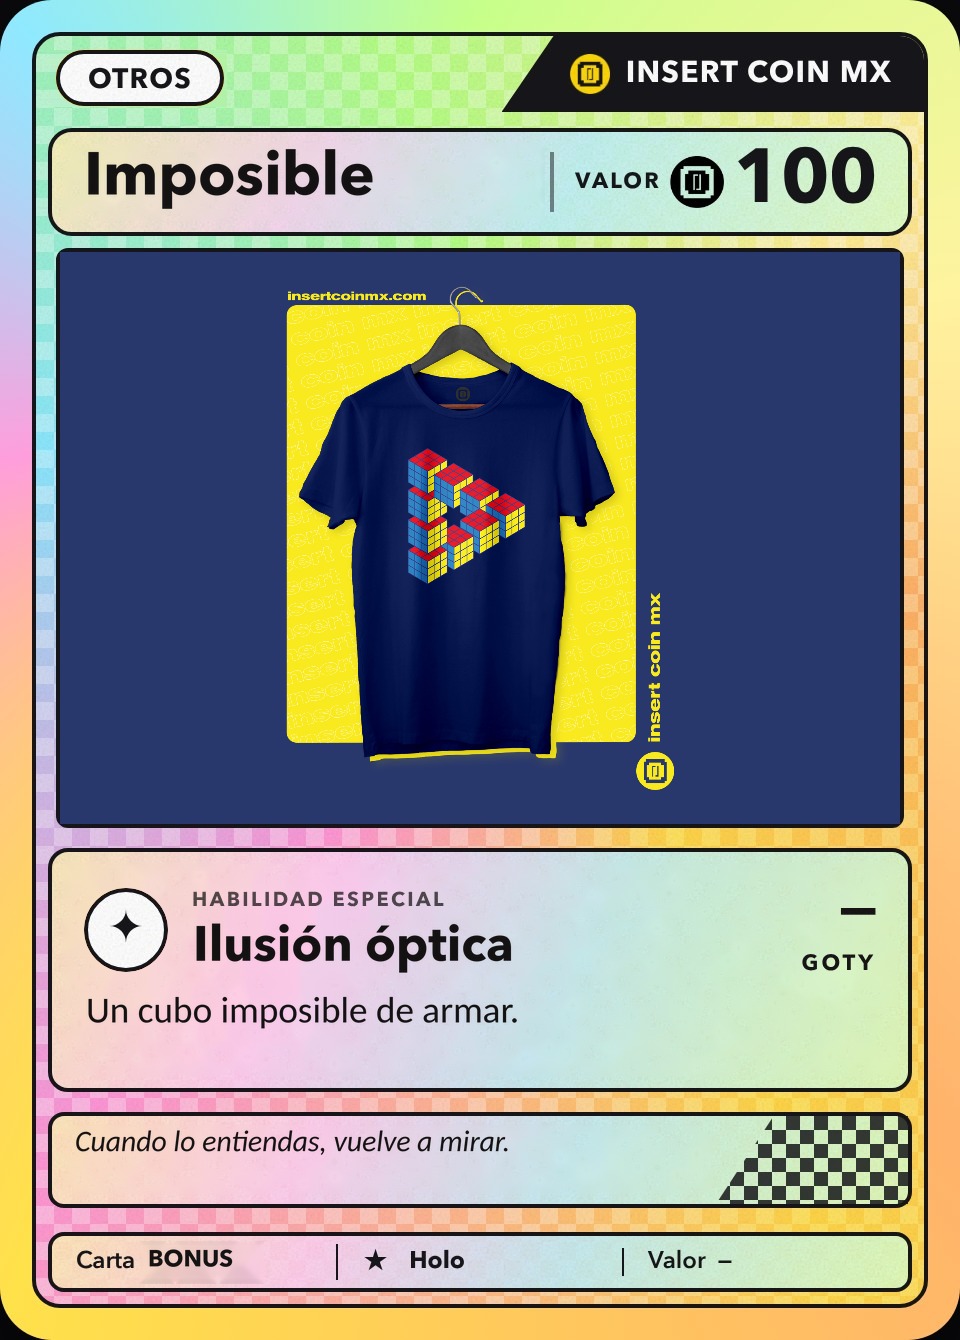 OTROS
INSERT COIN MX
Imposible
VALOR 100
insertcoinmx.com
insert coin mx
HABILIDAD ESPECIAL
Ilusión óptica
–
GOTY
Un cubo imposible de armar.
Cuando lo entiendas, vuelve a mirar.
Carta BONUS
★ Holo
Valor –